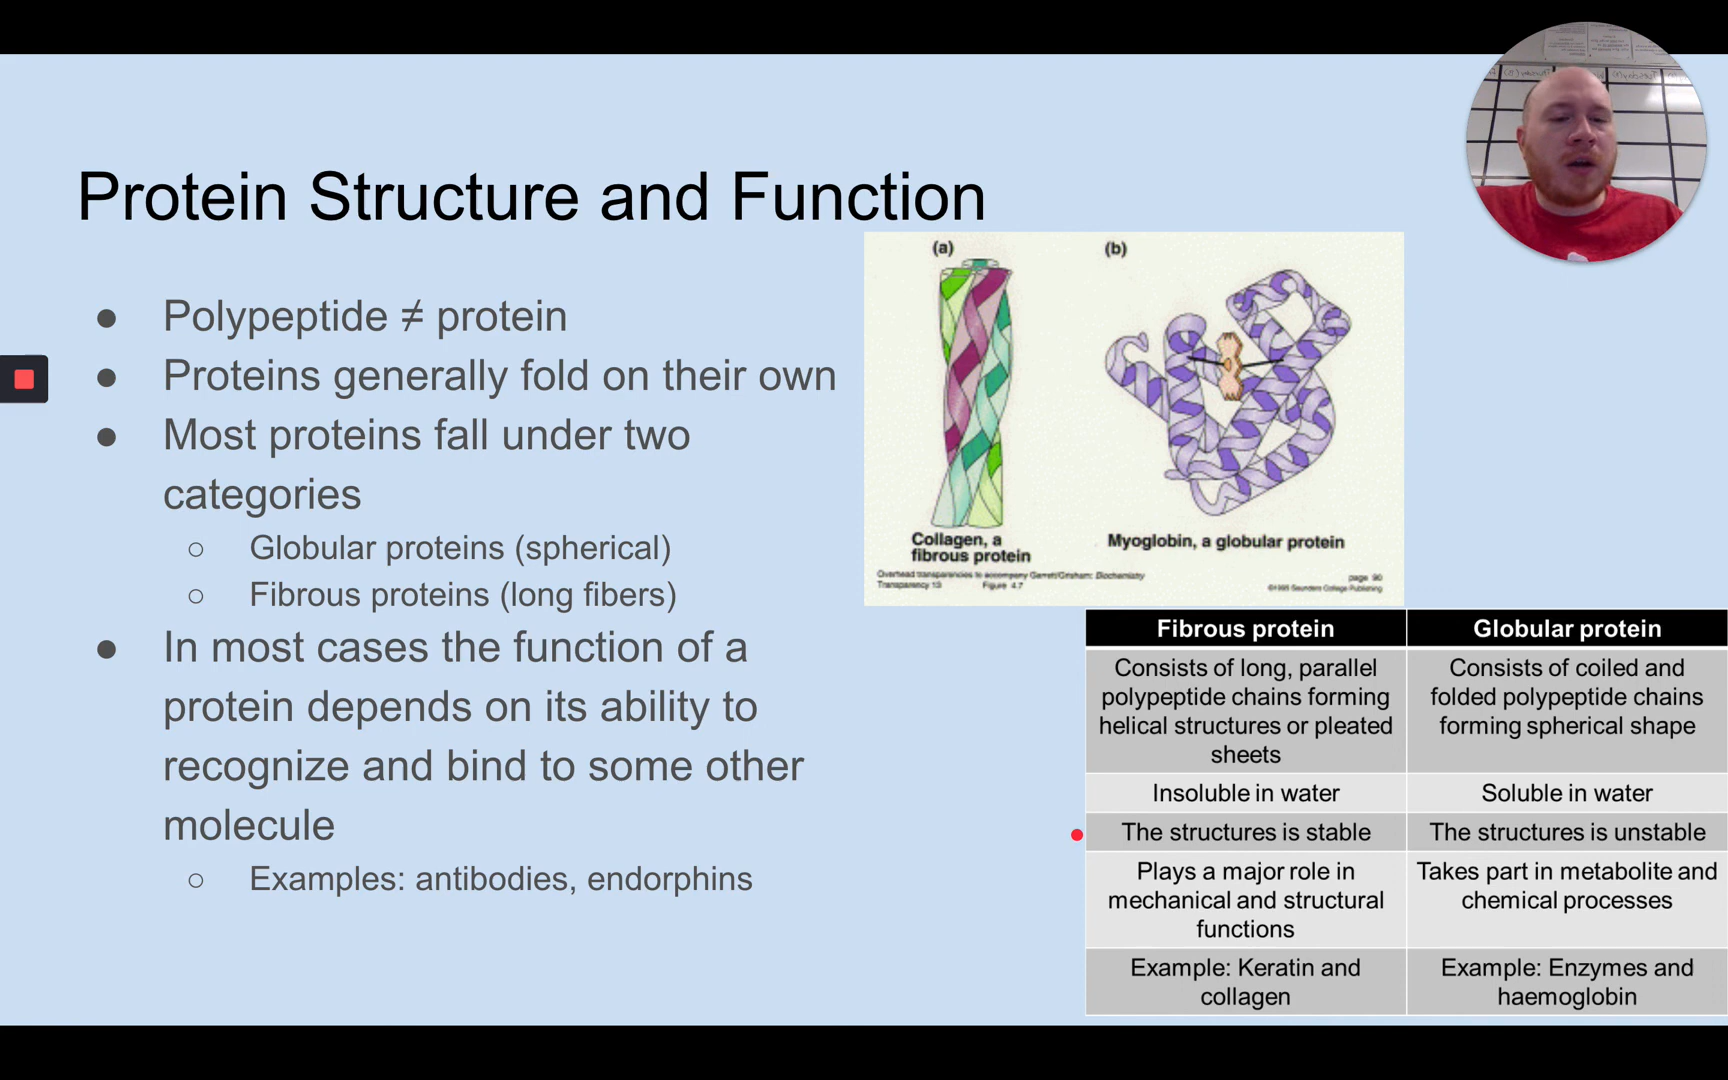 Protein Structure and Function
● Polypeptide ≠ protein
● Proteins generally fold on their own
● Most proteins fall under two
categories
○ Globular proteins (spherical)
○ Fibrous proteins (long fibers)
● In most cases the function of a
protein depends on its ability to
recognize and bind to some other
molecule
○ Examples: antibodies, endorphins
(a)
(b)
Collagen, a
fibrous protein
Myoglobin, a globular protein
Overhead transparencies to accompany Garrett/Grisham: Biochemistry
Transparency 13 Figure 4.7
page 90
©1995 Saunders College Publishing
Fibrous protein
Globular protein
Consists of long, parallel
polypeptide chains forming
helical structures or pleated
sheets
Consists of coiled and
folded polypeptide chains
forming spherical shape
Insoluble in water
Soluble in water
The structures is stable
The structures is unstable
Plays a major role in
mechanical and structural
functions
Takes part in metabolite and
chemical processes
Example: Keratin and
collagen
Example: Enzymes and
haemoglobin